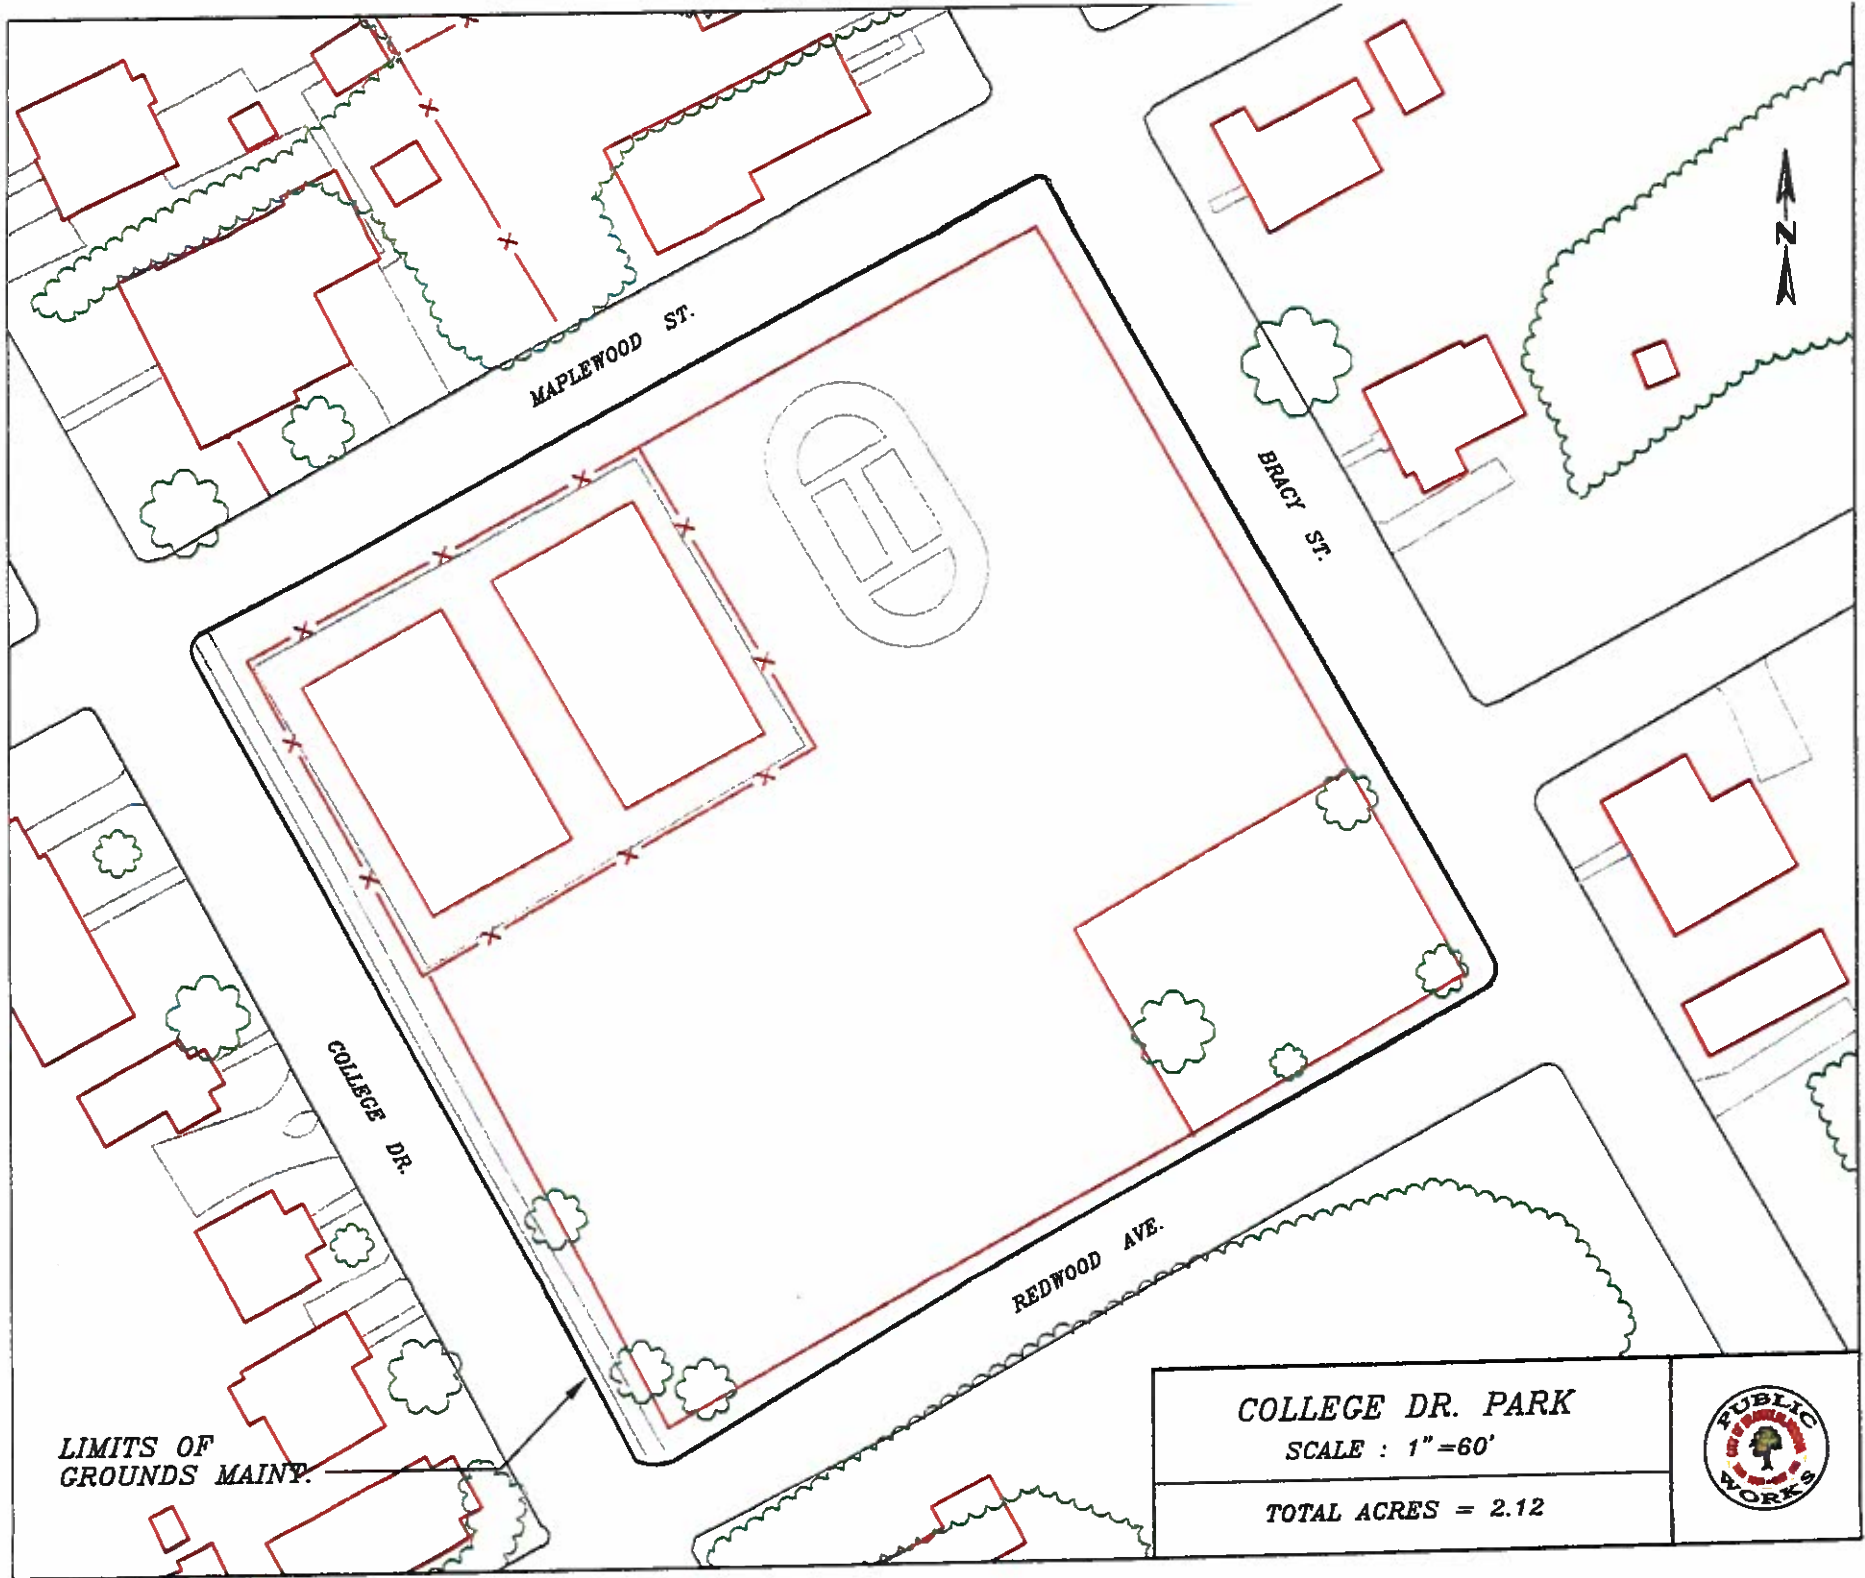 N
MAPLEWOOD ST.
BRACY ST.
COLLEGE DR.
REDWOOD AVE.
LIMITS OF
GROUNDS MAINT.
COLLEGE DR. PARK
SCALE : 1"=60'
TOTAL ACRES = 2.12
PUBLIC
WORKS